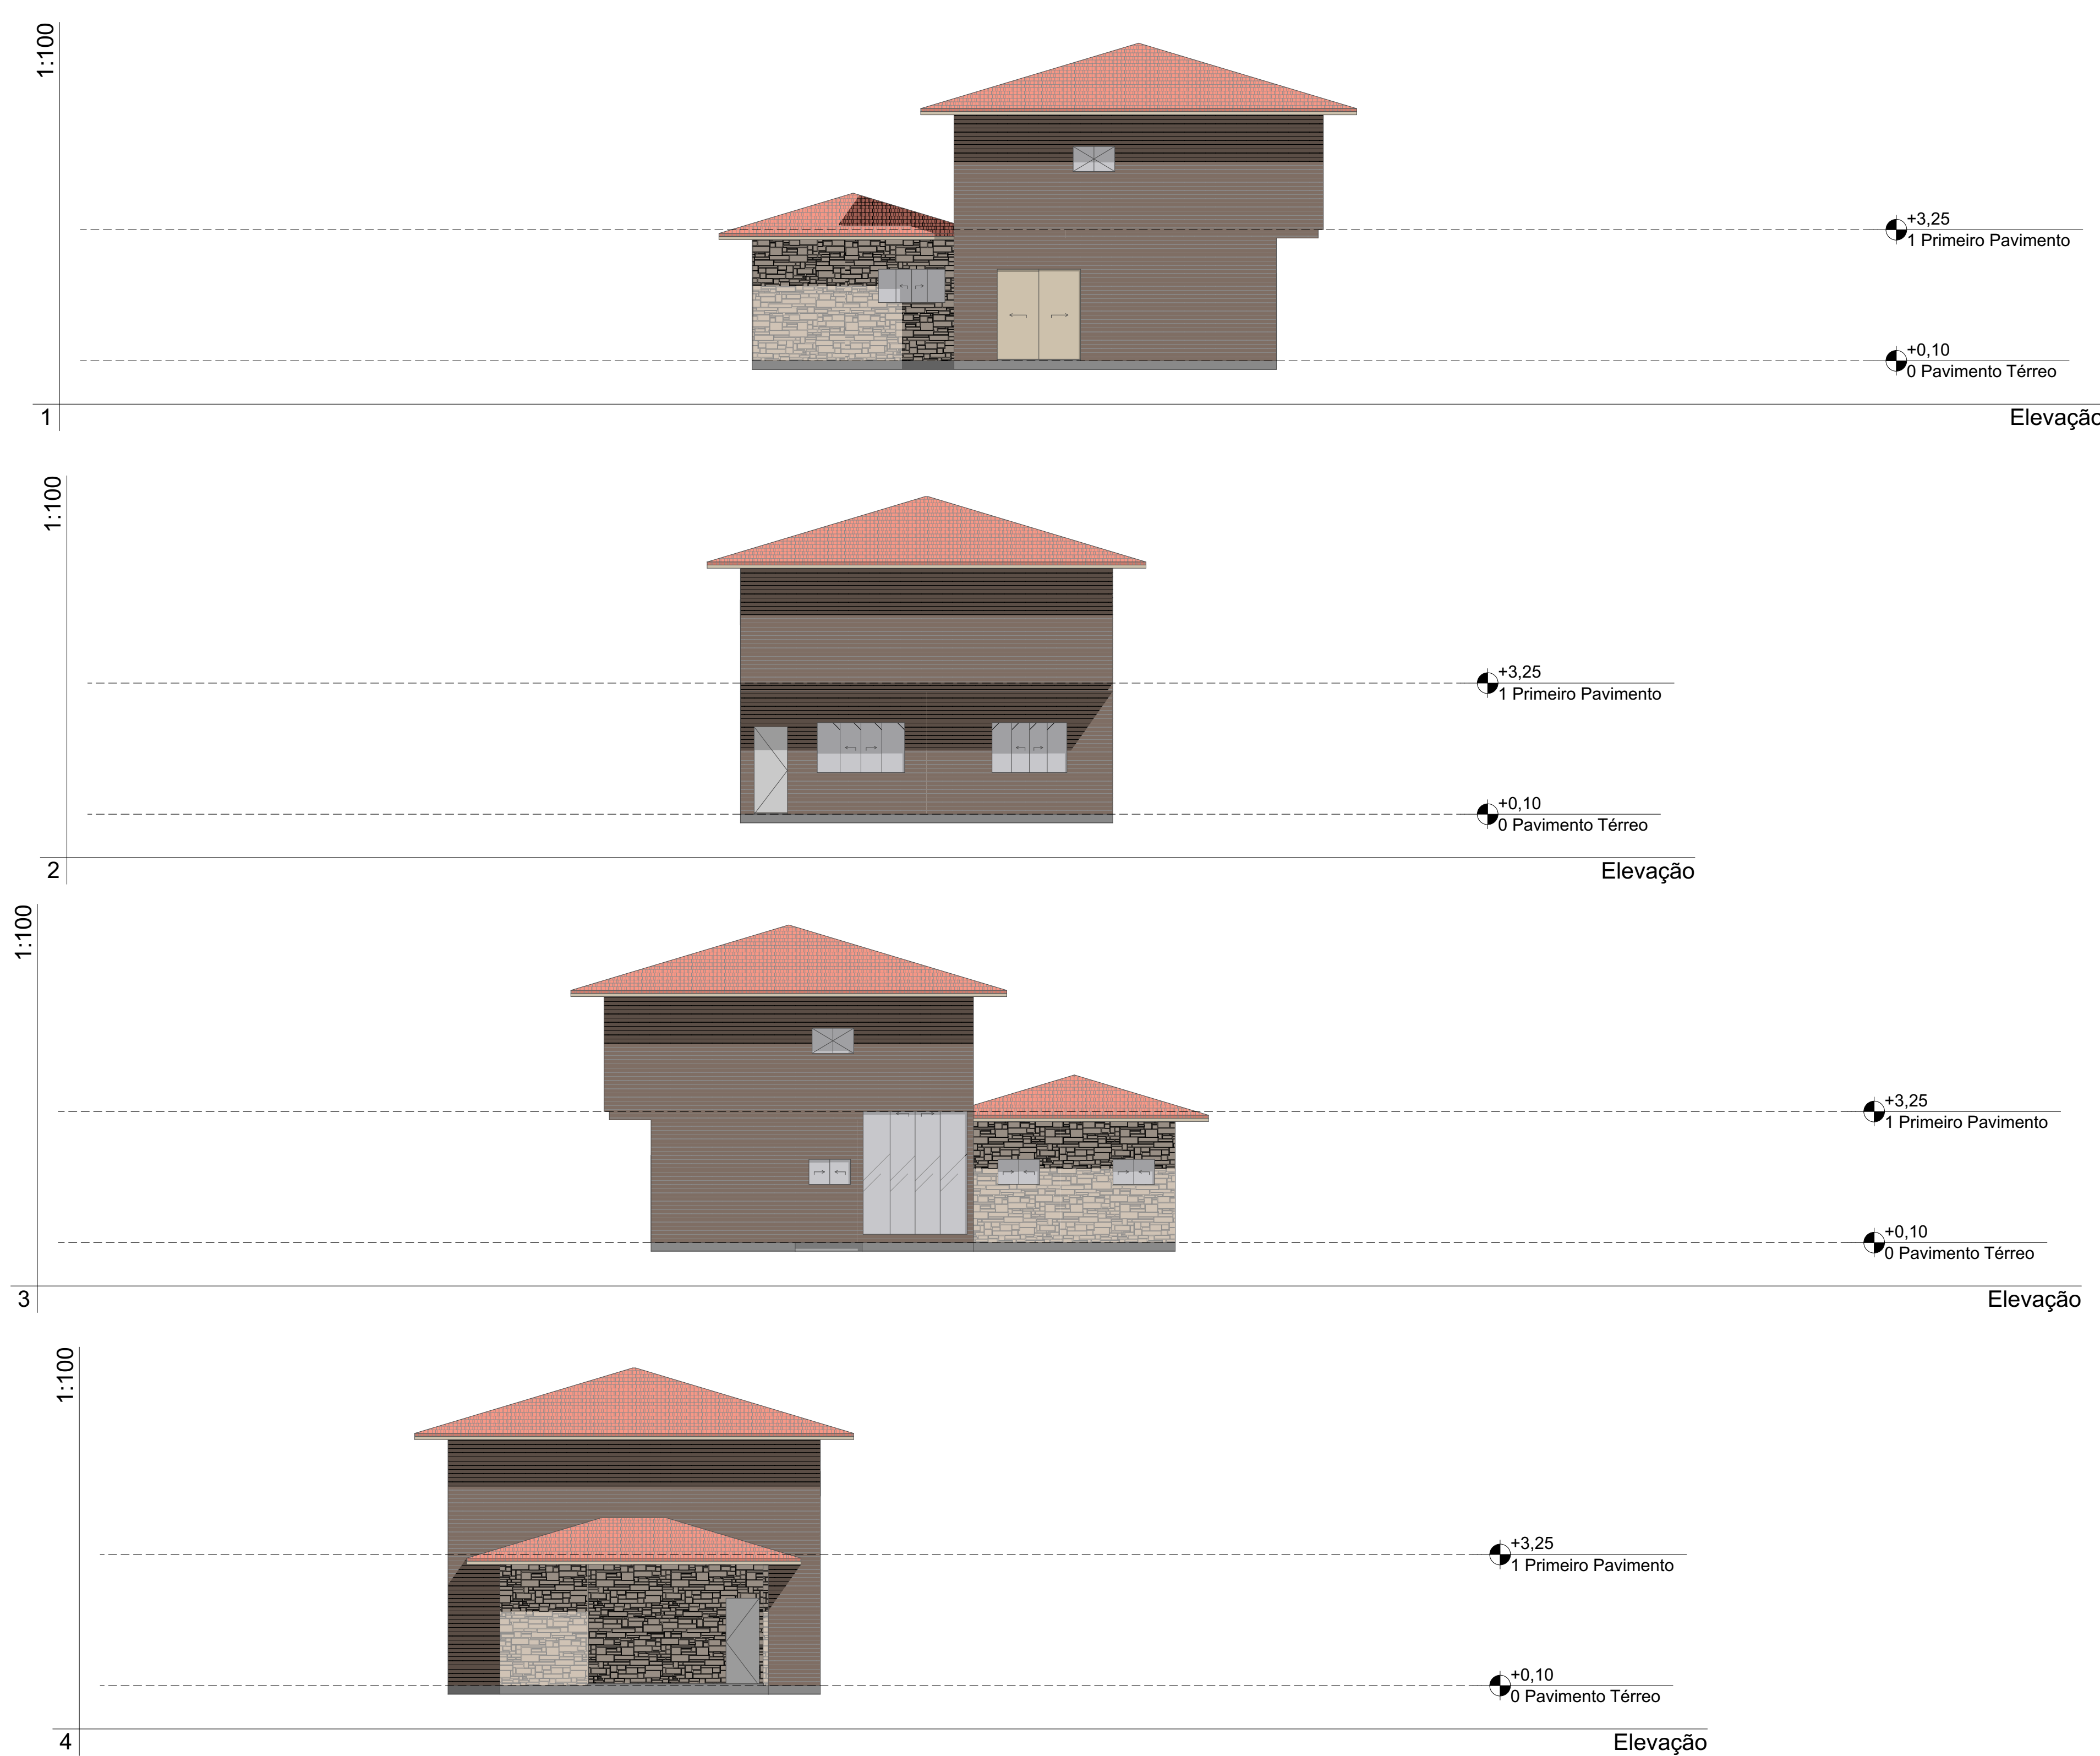 1:100
+3,25
1 Primeiro Pavimento
+0,10
0 Pavimento Térreo
1
Elevação
1:100
+3,25
1 Primeiro Pavimento
+0,10
0 Pavimento Térreo
2
Elevação
1:100
+3,25
1 Primeiro Pavimento
+0,10
0 Pavimento Térreo
3
Elevação
1:100
+3,25
1 Primeiro Pavimento
+0,10
0 Pavimento Térreo
4
Elevação